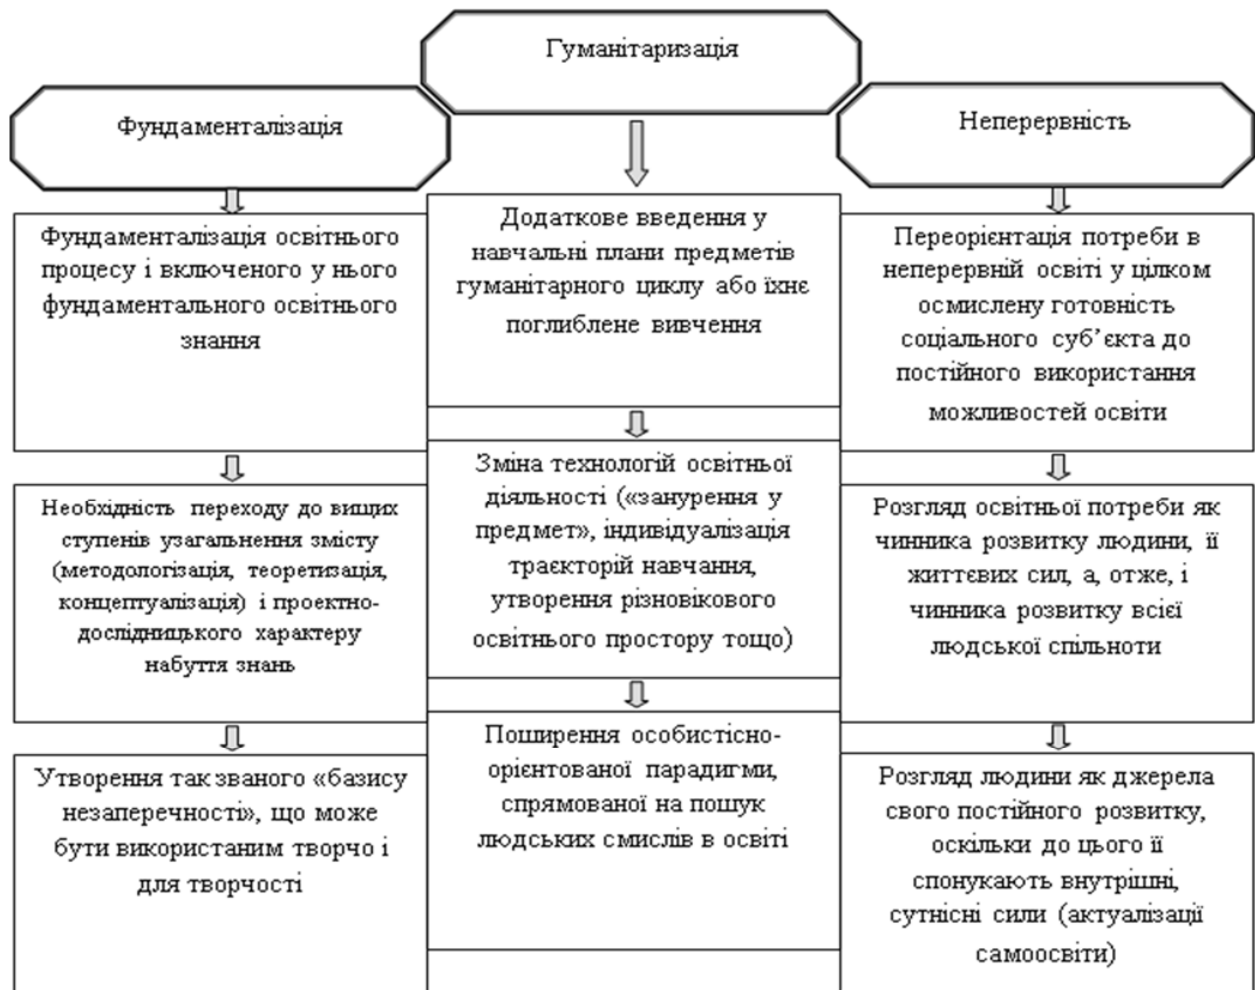 Гуманітаризація
Фундаменталізація
Неперервність
Фундаменталізація освітнього
процесу і включеного у нього
фундаментального освітнього
знання
Необхідність переходу до вищих
ступенів узагальнення змісту
(методологізація, теоретизація,
концептуалізація) і проектно-
дослідницького характеру
набуття знань
Утворення так званого «базису
незаперечності», що може
бути використаним творчо і
для творчості
Додаткове введення у
навчальні плани предметів
гуманітарного циклу або їхнє
поглиблене вивчення
Зміна технологій освітньої
діяльності («занурення у
предмет», індивідуалізація
траєкторій навчання,
утворення різновікового
освітнього простору тощо)
Поширення особистісно-
орієнтованої парадигми,
спрямованої на пошук
людських смислів в освіті
Переорієнтація потреби в
неперервній освіті у цілком
осмислену готовність
соціального суб’єкта до
постійного використання
можливостей освіти
Розгляд освітньої потреби як
чинника розвитку людини, її
життєвих сил, а, отже, і
чинника розвитку всієї
людської спільноти
Розгляд людини як джерела
свого постійного розвитку,
оскільки до цього її
спонукають внутрішні,
сутнісні сили (актуалізації
самоосвіти)